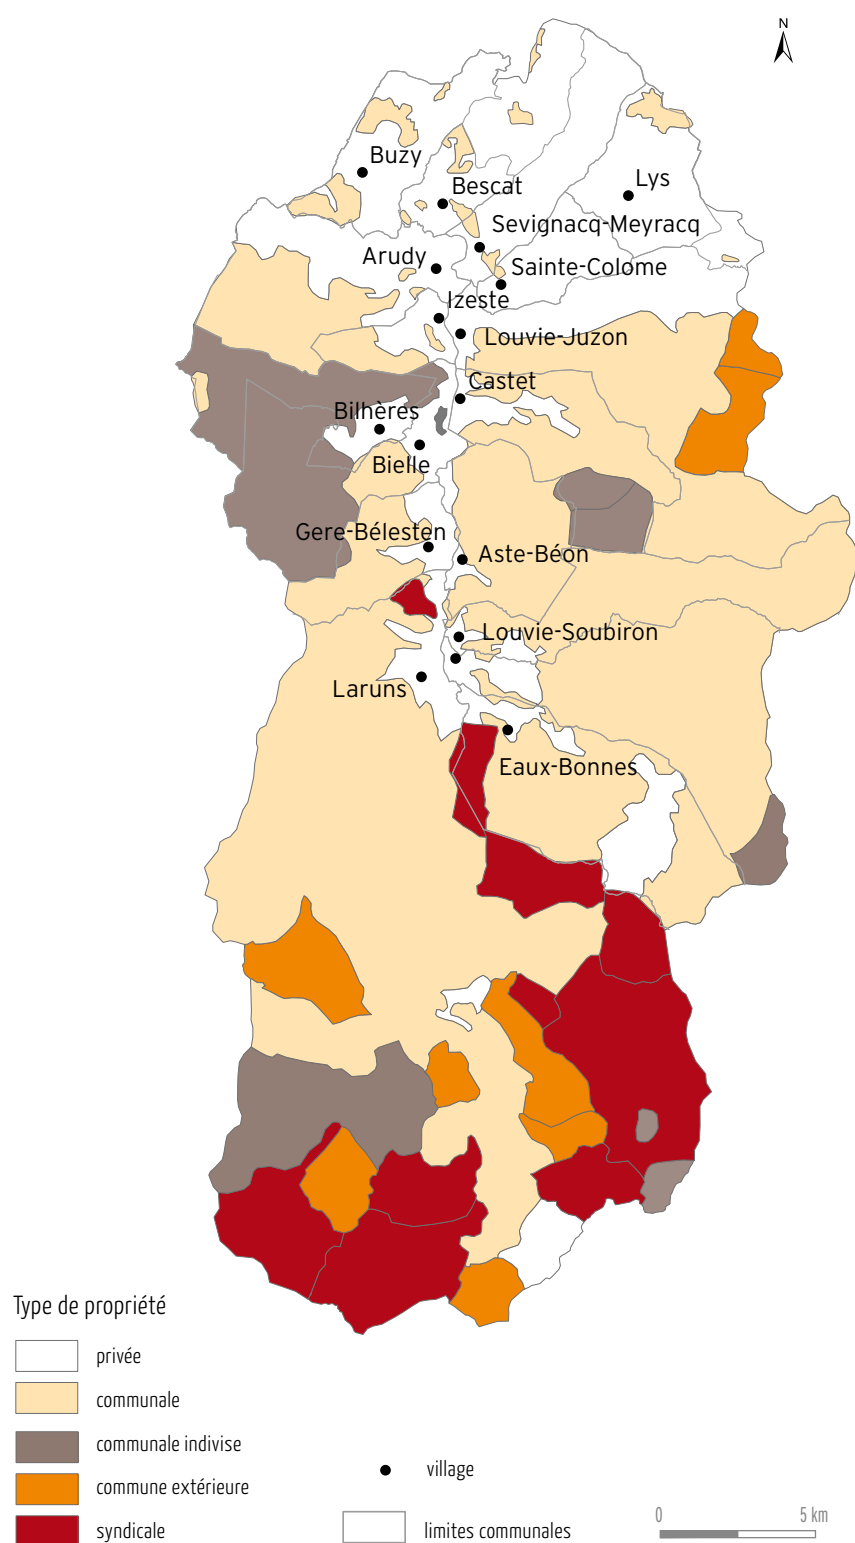 N
Buzy
Bescat
Lys
Sevignacq-Meyracq
Arudy
Sainte-Colome
Izeste
Louvie-Juzon
Castet
Bilhères
Bielle
Gere-Bélesten
Aste-Béon
Louvie-Soubiron
Laruns
Eaux-Bonnes
Type de propriété
privée
communale
communale indivise
commune extérieure
syndicale
village
limites communales
0 5 km